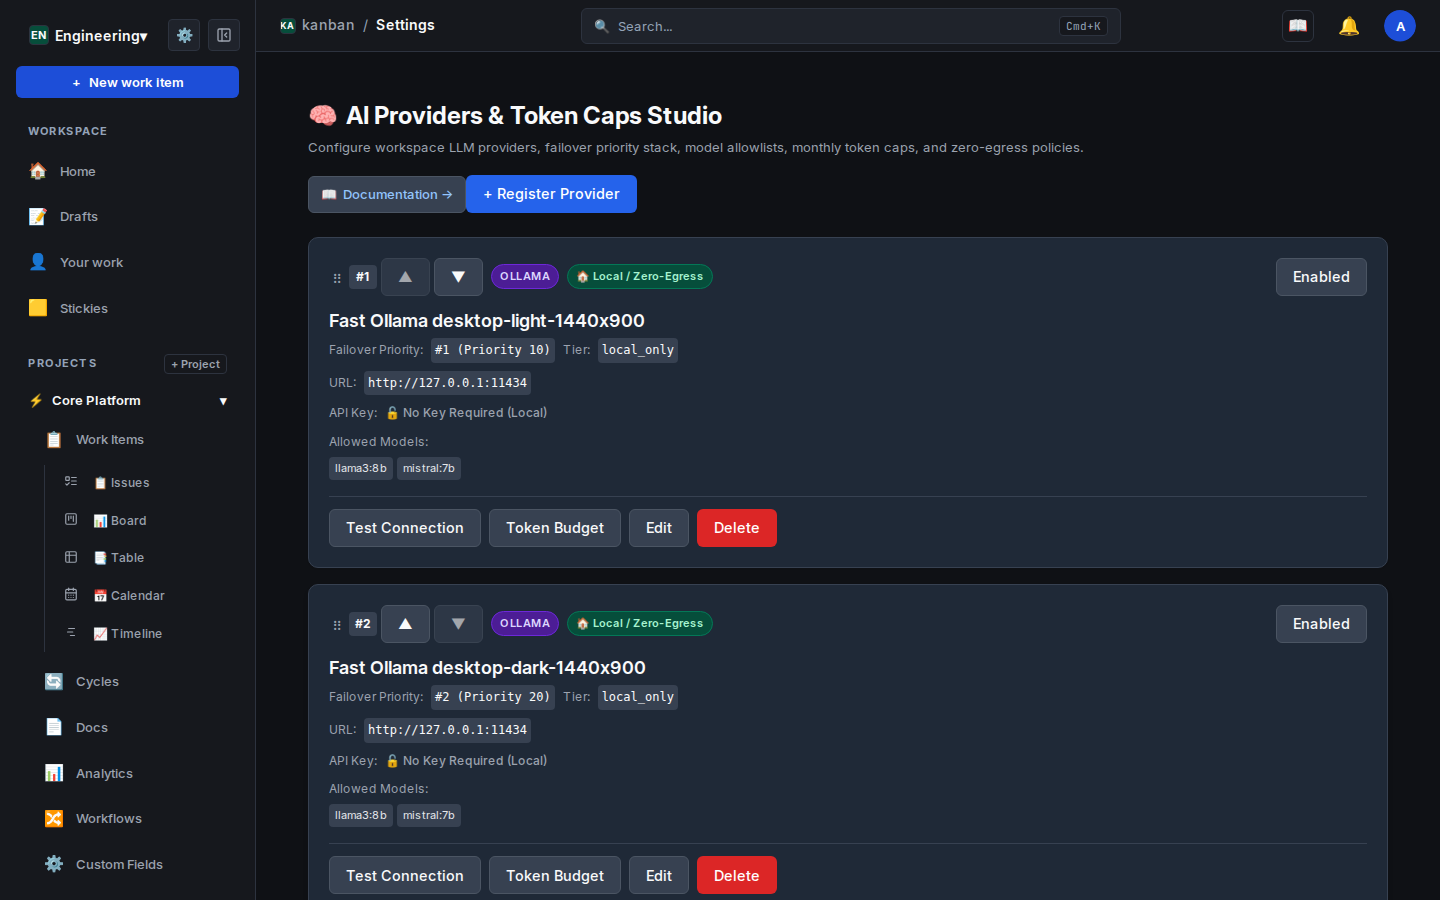 EN Engineering▾
+ New work item
WORKSPACE
Home
Drafts
Your work
Stickies
PROJECTS
+ Project
Core Platform ▾
Work Items
Issues
Board
Table
Calendar
Timeline
Cycles
Docs
Analytics
Workflows
Custom Fields
KA kanban / Settings
Search... Cmd+K
A
AI Providers & Token Caps Studio
Configure workspace LLM providers, failover priority stack, model allowlists, monthly token caps, and zero-egress policies.
Documentation →
+ Register Provider
#1 ▲ ▼ OLLAMA Local / Zero-Egress Enabled
Fast Ollama desktop-light-1440x900
Failover Priority: #1 (Priority 10) Tier: local_only
URL: http://127.0.0.1:11434
API Key: No Key Required (Local)
Allowed Models:
llama3:8b mistral:7b
Test Connection Token Budget Edit Delete
#2 ▲ ▼ OLLAMA Local / Zero-Egress Enabled
Fast Ollama desktop-dark-1440x900
Failover Priority: #2 (Priority 20) Tier: local_only
URL: http://127.0.0.1:11434
API Key: No Key Required (Local)
Allowed Models:
llama3:8b mistral:7b
Test Connection Token Budget Edit Delete